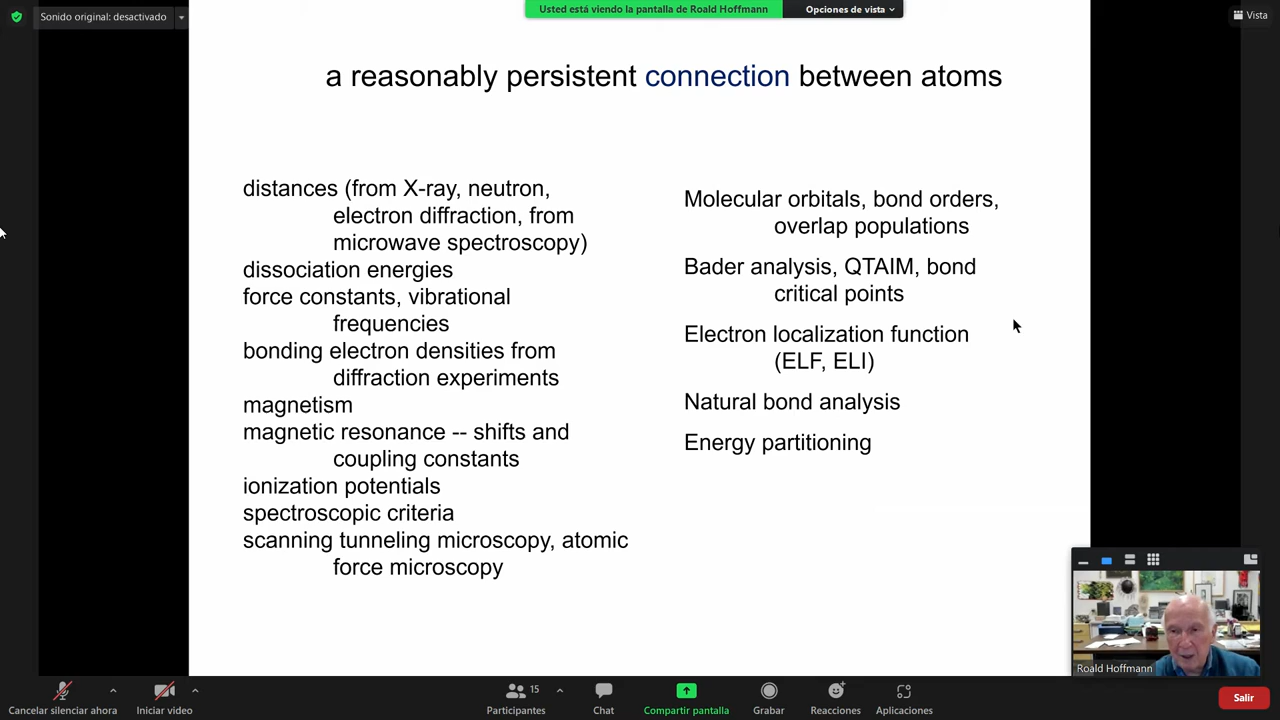 Sonido original: desactivado
Usted está viendo la pantalla de Roald Hoffmann
Opciones de vista
Vista
a reasonably persistent connection between atoms
distances (from X-ray, neutron,
electron diffraction, from
microwave spectroscopy)
dissociation energies
force constants, vibrational
frequencies
bonding electron densities from
diffraction experiments
magnetism
magnetic resonance -- shifts and
coupling constants
ionization potentials
spectroscopic criteria
scanning tunneling microscopy, atomic
force microscopy
Molecular orbitals, bond orders,
overlap populations
Bader analysis, QTAIM, bond
critical points
Electron localization function
(ELF, ELI)
Natural bond analysis
Energy partitioning
Roald Hoffmann
Cancelar silenciar ahora
Iniciar video
15
Participantes
Chat
Compartir pantalla
Grabar
Reacciones
Aplicaciones
Salir